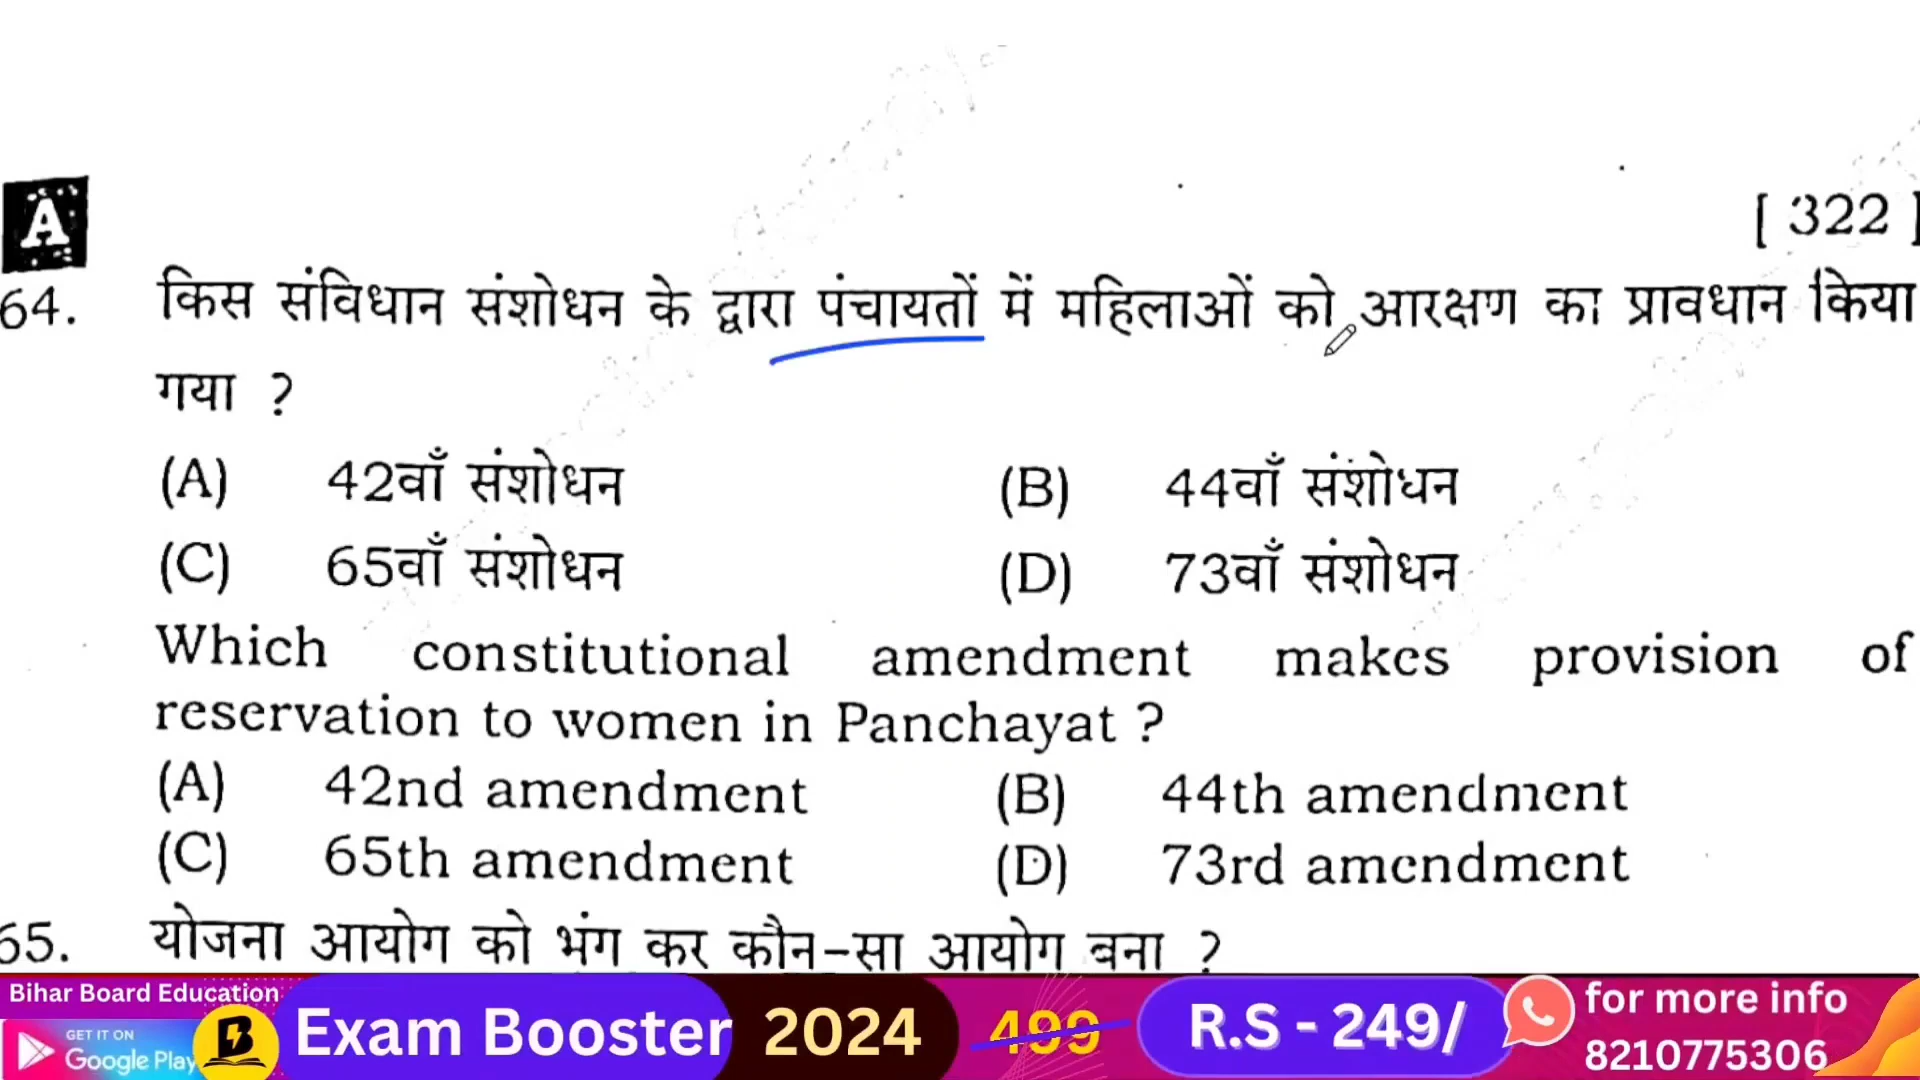 A
[ 322 ]
64. किस संविधान संशोधन के द्वारा पंचायतों में महिलाओं को आरक्षण का प्रावधान किया
गया ?
(A) 42वाँ संशोधन (B) 44वाँ संशोधन
(C) 65वाँ संशोधन (D) 73वाँ संशोधन
Which constitutional amendment makes provision of
reservation to women in Panchayat ?
(A) 42nd amendment (B) 44th amendment
(C) 65th amendment (D) 73rd amendment
65. योजना आयोग को भंग कर कौन-सा आयोग बना ?
Bihar Board Education
GET IT ON
Google Play
B
Exam Booster 2024 499 R.S - 249/
for more info
8210775306